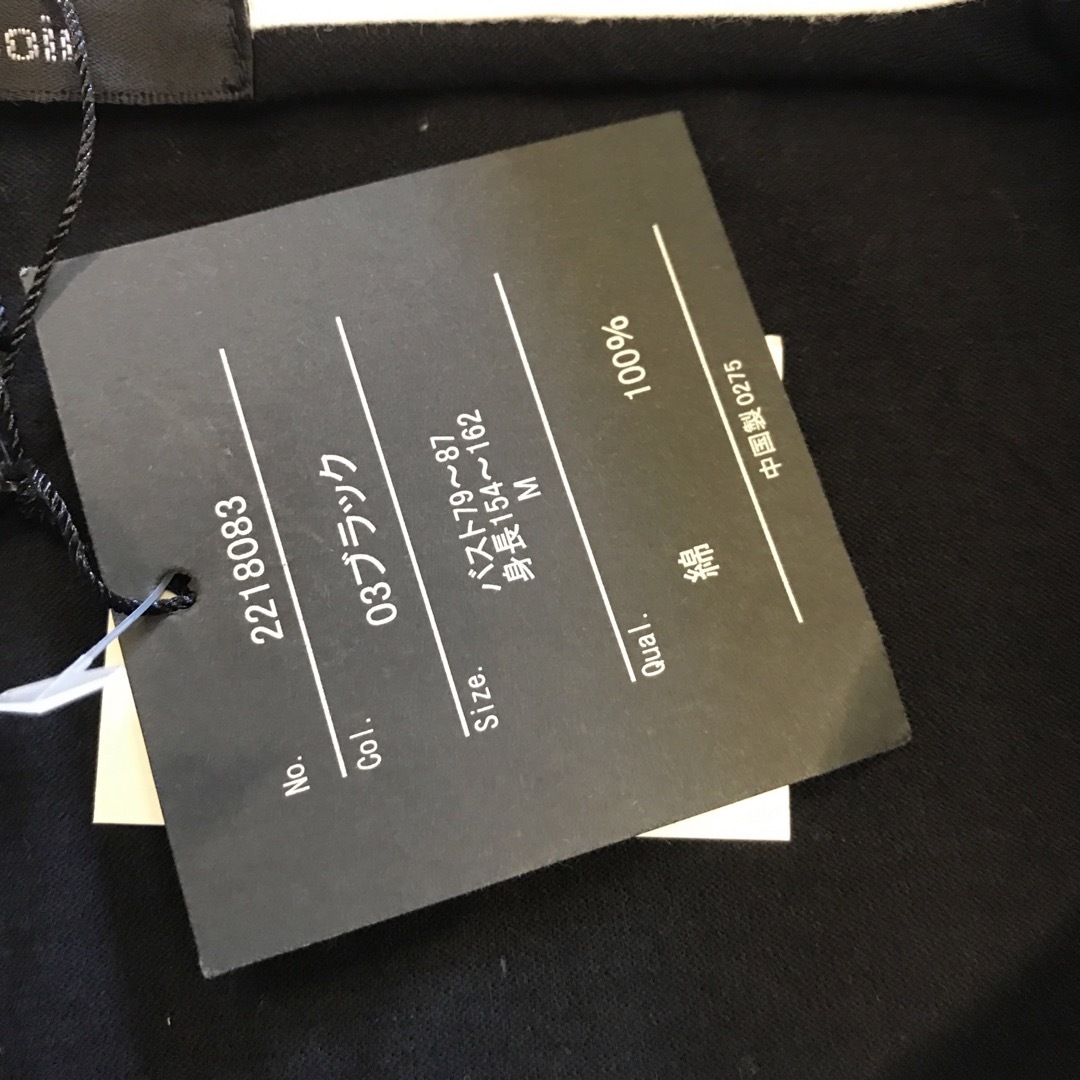 No. 2218083
Col. 03ブラック
Size. バスト79～87
身長154～162
M
Qual.
綿 100%
中国製 0275